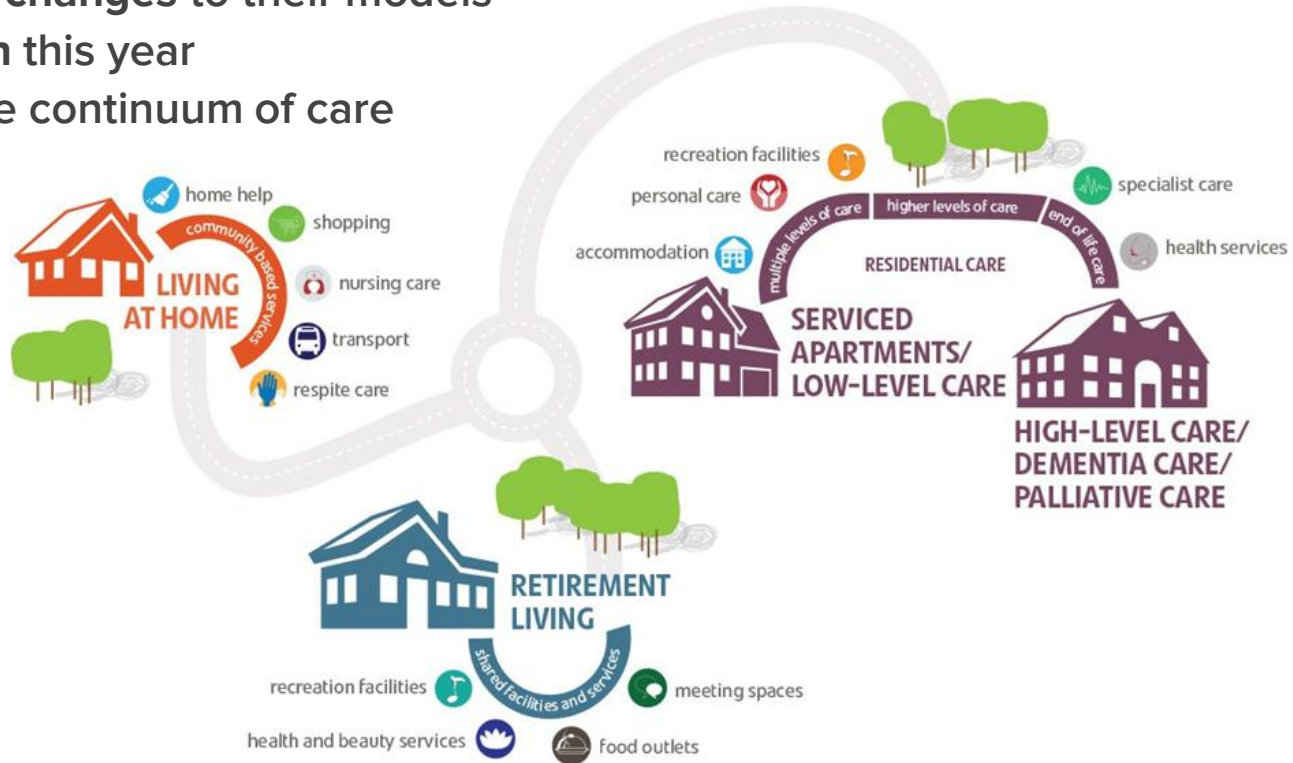 changes to their models
this year
continuum of care
home help
shopping
community based services
nursing care
LIVING
AT HOME
transport
respite care
recreation facilities
personal care
accommodation
multiple levels of care
higher levels of care
end of life care
specialist care
health services
RESIDENTIAL CARE
SERVICED
APARTMENTS/
LOW-LEVEL CARE
HIGH-LEVEL CARE/
DEMENTIA CARE/
PALLIATIVE CARE
RETIREMENT
LIVING
shared facilities and services
recreation facilities
meeting spaces
health and beauty services
food outlets